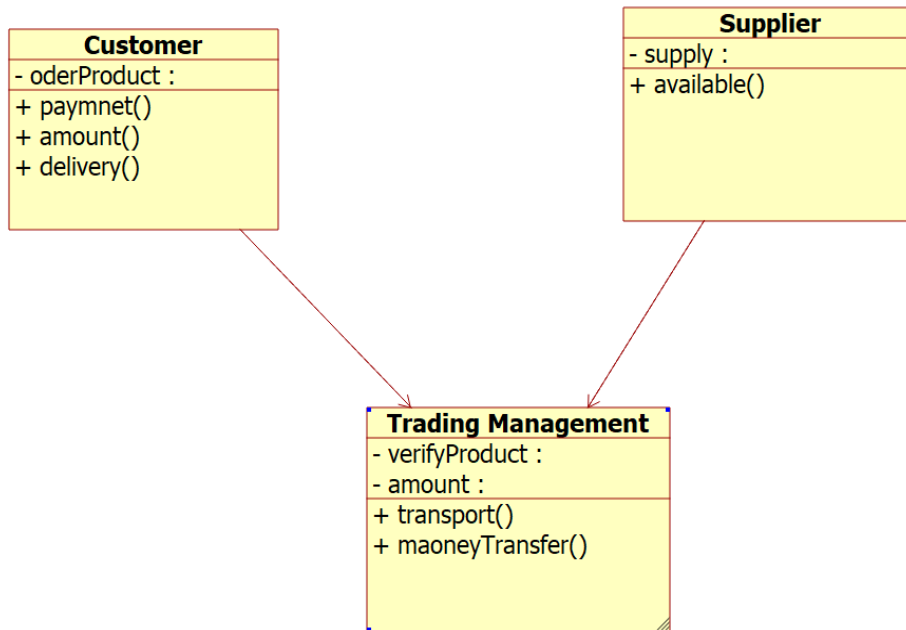 Customer
- oderProduct :
+ paymnet()
+ amount()
+ delivery()
Supplier
- supply :
+ available()
Trading Management
- verifyProduct :
- amount :
+ transport()
+ maoneyTransfer()